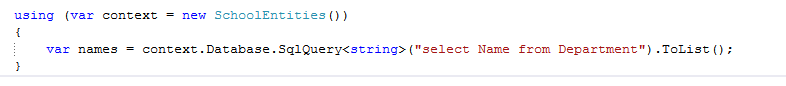 using (var context = new SchoolEntities())
{
    var names = context.Database.SqlQuery<string>("select Name from Department").ToList();
}